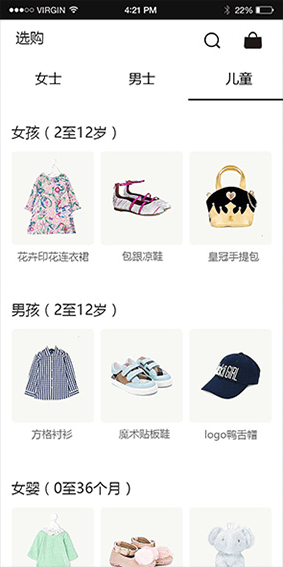 VIRGIN 4:21 PM 22%
选购
女士 男士 儿童
女孩（2至12岁）
花卉印花连衣裙 包跟凉鞋 皇冠手提包
男孩（2至12岁）
方格衬衫 魔术贴板鞋 logo鸭舌帽
女婴（0至36个月）